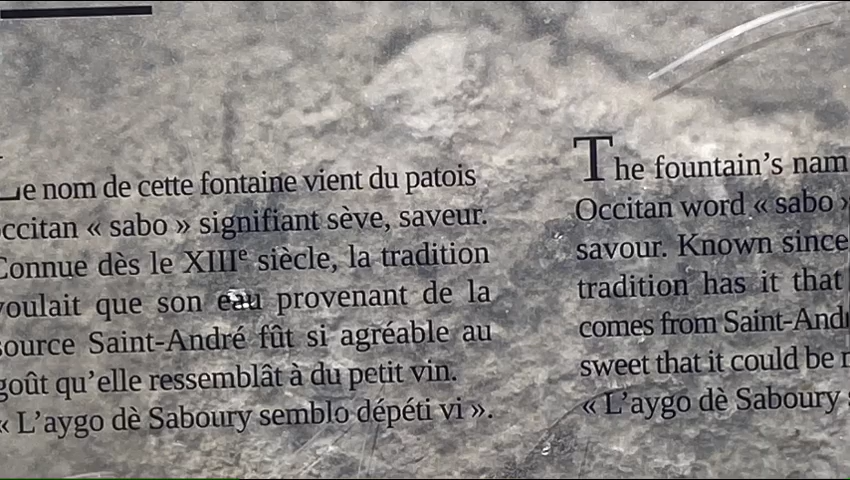 Le nom de cette fontaine vient du patois
occitan « sabo » signifiant sève, saveur.
Connue dès le XIIIe siècle, la tradition
voulait que son eau provenant de la
source Saint-André fût si agréable au
goût qu’elle ressemblât à du petit vin.
« L’aygo dè Saboury semblo dépéti vi ».
The fountain’s nam
Occitan word « sabo »
savour. Known since
tradition has it that
comes from Saint-And
sweet that it could be
« L’aygo dè Saboury